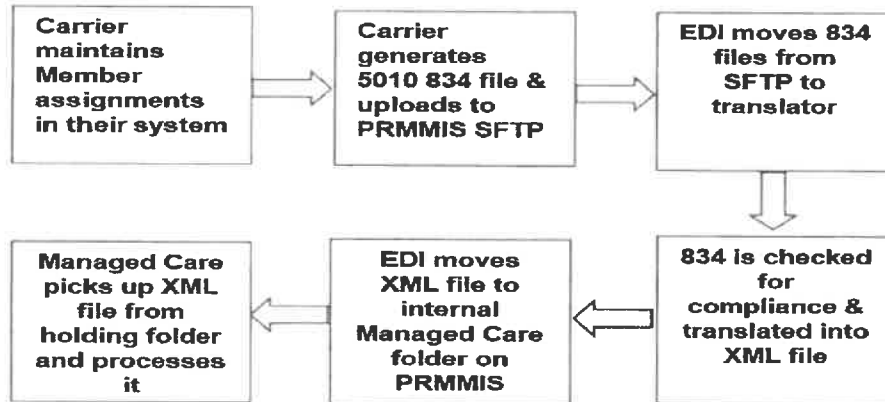 Carrier
maintains
Member
assignments
in their system
Carrier
generates
5010 834 file &
uploads to
PRMMIS SFTP
EDI moves 834
files from
SFTP to
translator
834 is checked
for
compliance &
translated into
XML file
EDI moves
XML file to
internal
Managed Care
folder on
PRMMIS
Managed Care
picks up XML
file from
holding folder
and processes
it